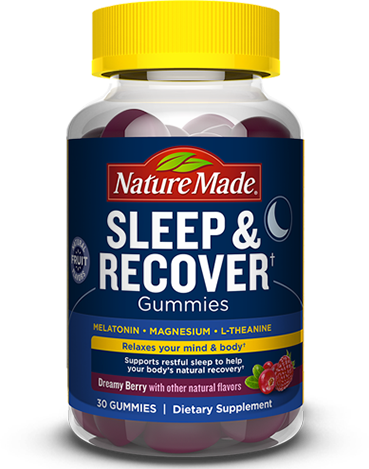 Nature Made®
SLEEP &
RECOVER†
Gummies
FRUIT
MELATONIN • MAGNESIUM • L-THEANINE
Relaxes your mind & body†
Supports restful sleep to help
your body's natural recovery†
Dreamy Berry with other natural flavors
30 GUMMIES | Dietary Supplement